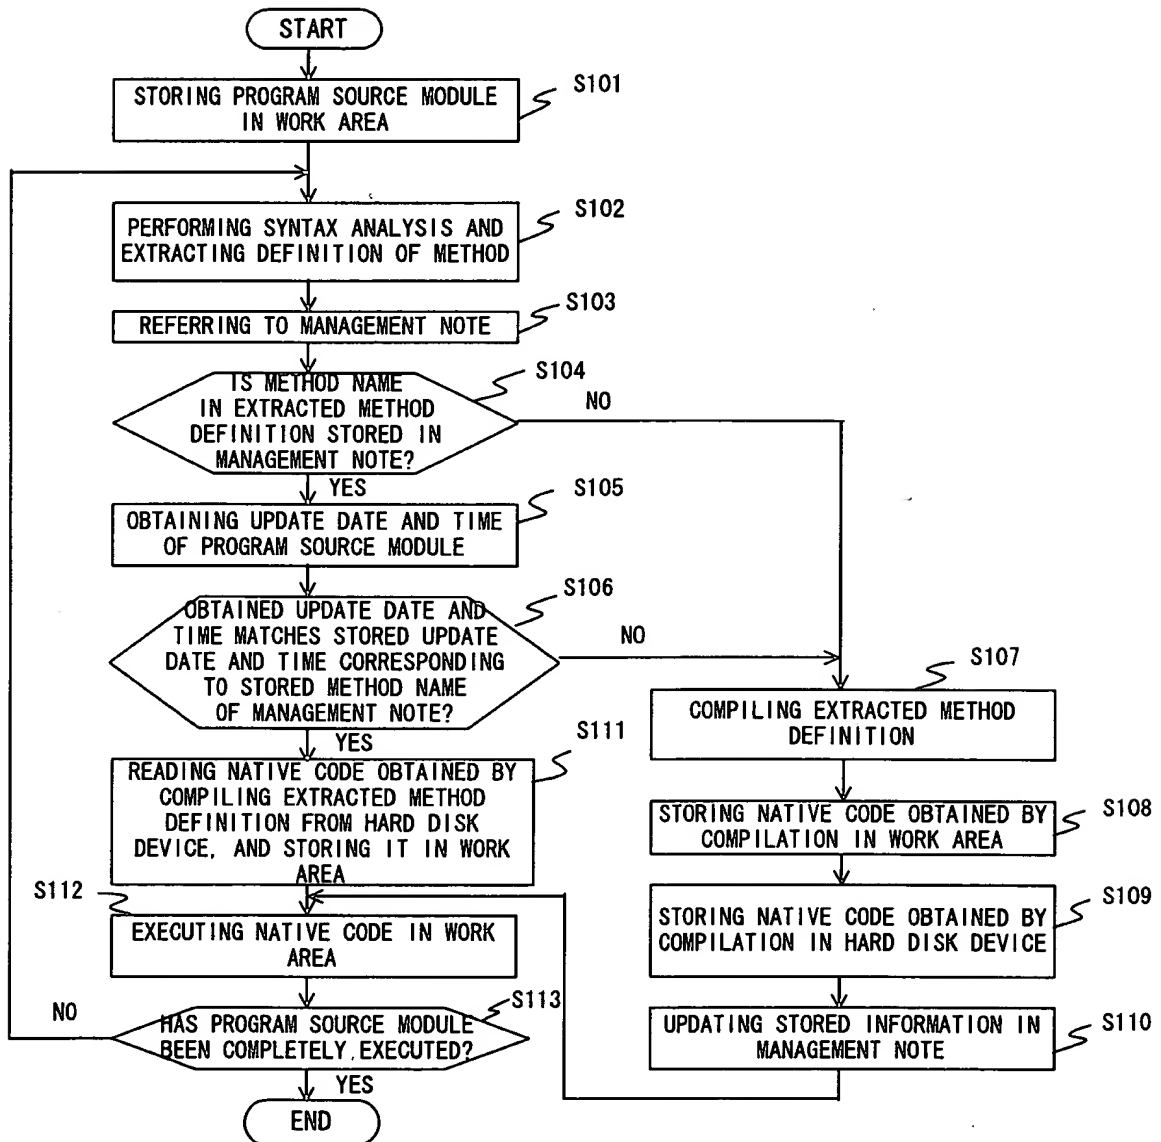 START
STORING PROGRAM SOURCE MODULE
IN WORK AREA
S101
PERFORMING SYNTAX ANALYSIS AND
EXTRACTING DEFINITION OF METHOD
S102
REFERRING TO MANAGEMENT NOTE
S103
IS METHOD NAME
IN EXTRACTED METHOD
DEFINITION STORED IN
MANAGEMENT NOTE?
S104
NO
YES
OBTAINING UPDATE DATE AND TIME
OF PROGRAM SOURCE MODULE
S105
OBTAINED UPDATE DATE AND
TIME MATCHES STORED UPDATE
DATE AND TIME CORRESPONDING
TO STORED METHOD NAME
OF MANAGEMENT NOTE?
S106
NO
YES
COMPILING EXTRACTED METHOD
DEFINITION
S107
READING NATIVE CODE OBTAINED BY
COMPILING EXTRACTED METHOD
DEFINITION FROM HARD DISK
DEVICE, AND STORING IT IN WORK
AREA
S111
STORING NATIVE CODE OBTAINED BY
COMPILATION IN WORK AREA
S108
STORING NATIVE CODE OBTAINED BY
COMPILATION IN HARD DISK DEVICE
S109
S112
EXECUTING NATIVE CODE IN WORK
AREA
UPDATING STORED INFORMATION IN
MANAGEMENT NOTE
S110
HAS PROGRAM SOURCE MODULE
BEEN COMPLETELY EXECUTED?
S113
NO
YES
END